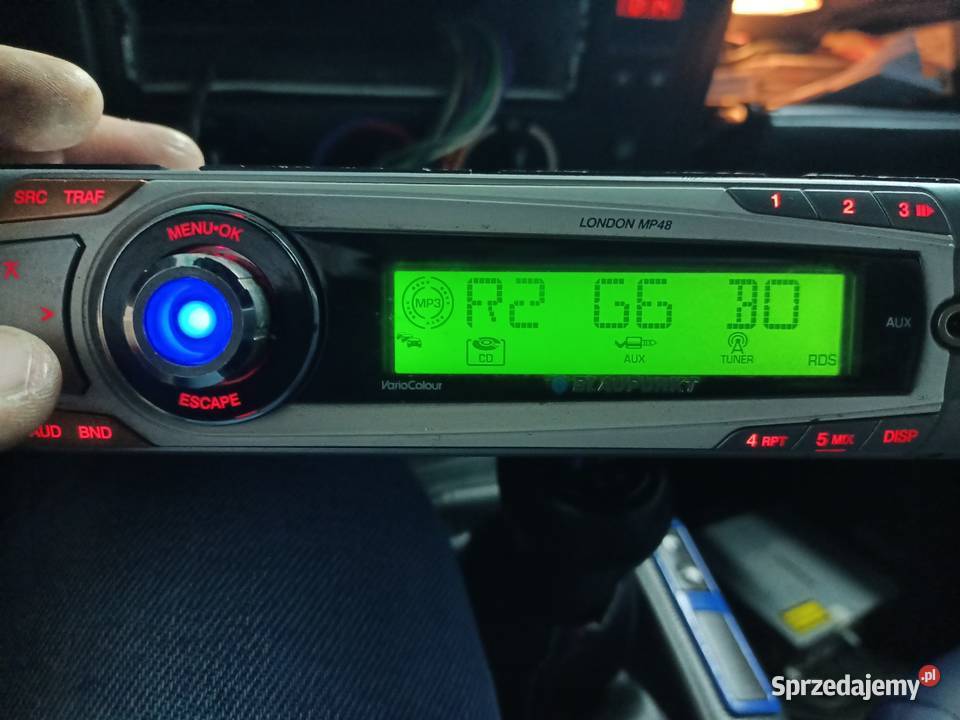 SRC TRAF
MENU•OK
LONDON MP48
1 2 3
MP3 R2 G6 B0
CD AUX TUNER RDS
AUX
VarioColour
BLAUPUNKT
ESCAPE
AUD BND
4 RPT 5 MIX DISP
Sprzedajemy.pl